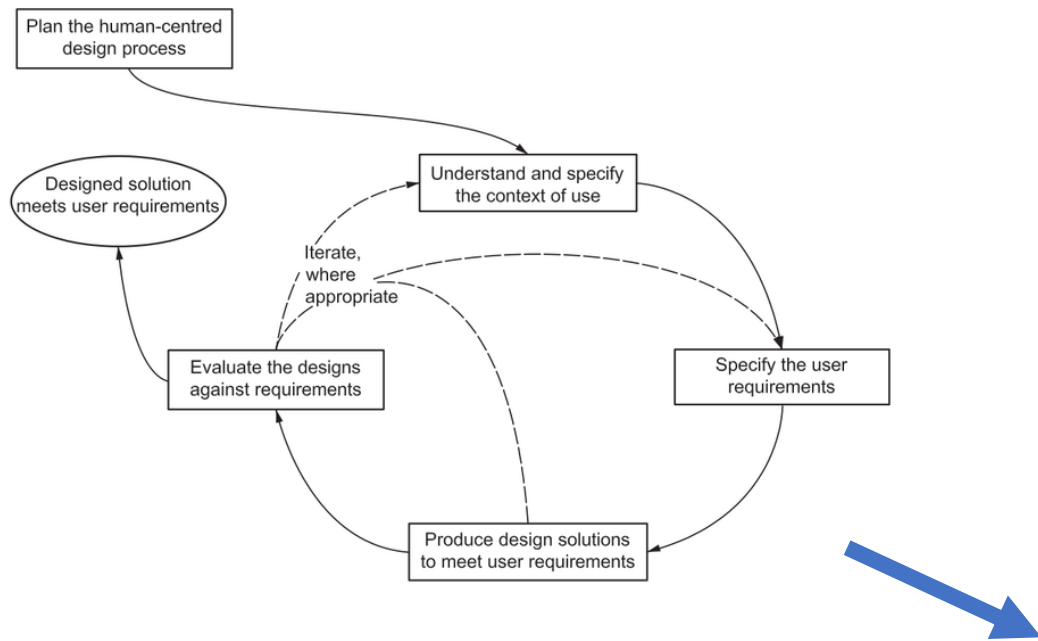 Plan the human-centred
design process
Understand and specify
the context of use
Designed solution
meets user requirements
Iterate,
where
appropriate
Evaluate the designs
against requirements
Specify the user
requirements
Produce design solutions
to meet user requirements